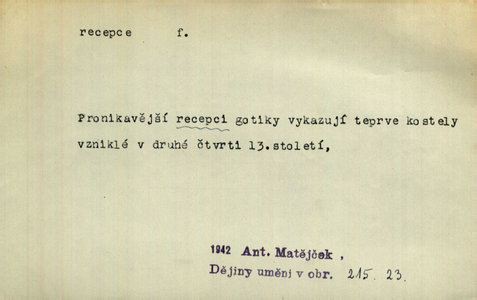 recepce f.
Pronikavější recepci gotiky vykazují teprve kostely
vzniklé v druhé čtvrti 13.století,
1942 Ant. Matějček,
Dějiny umění v obr. 215. 23.